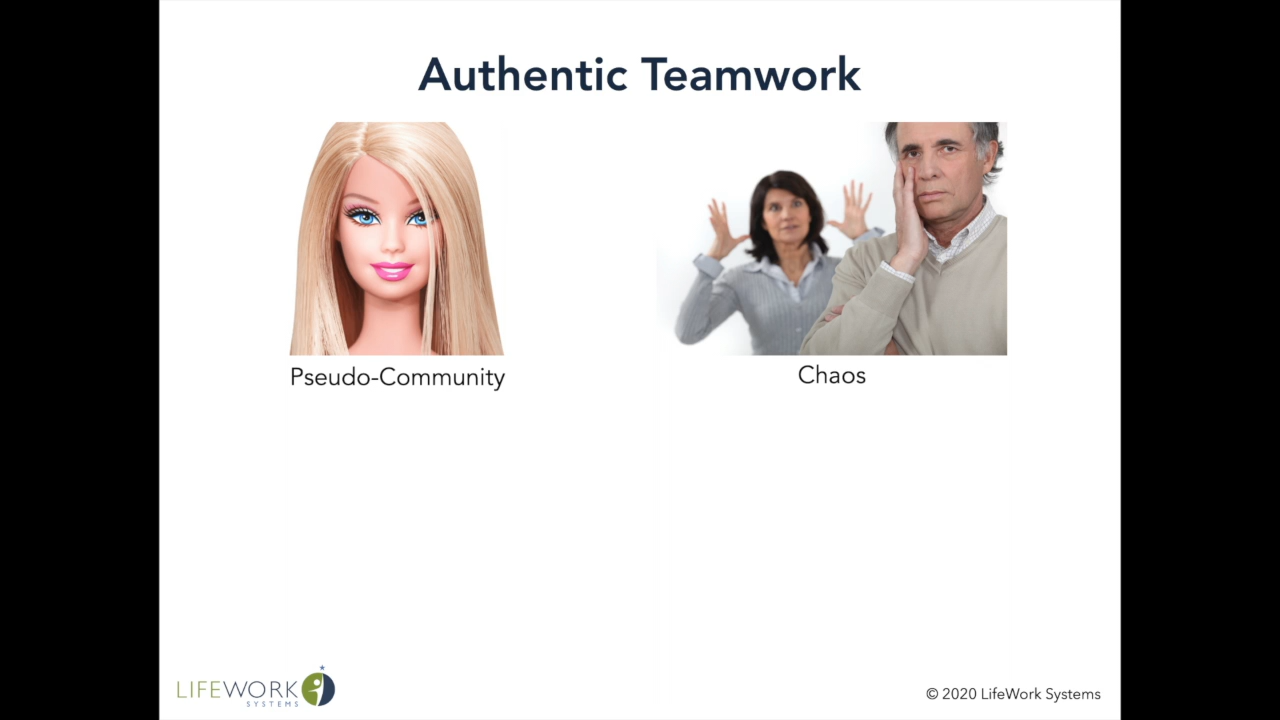 Authentic Teamwork
Pseudo-Community
Chaos
LIFEWORK
SYSTEMS
© 2020 LifeWork Systems